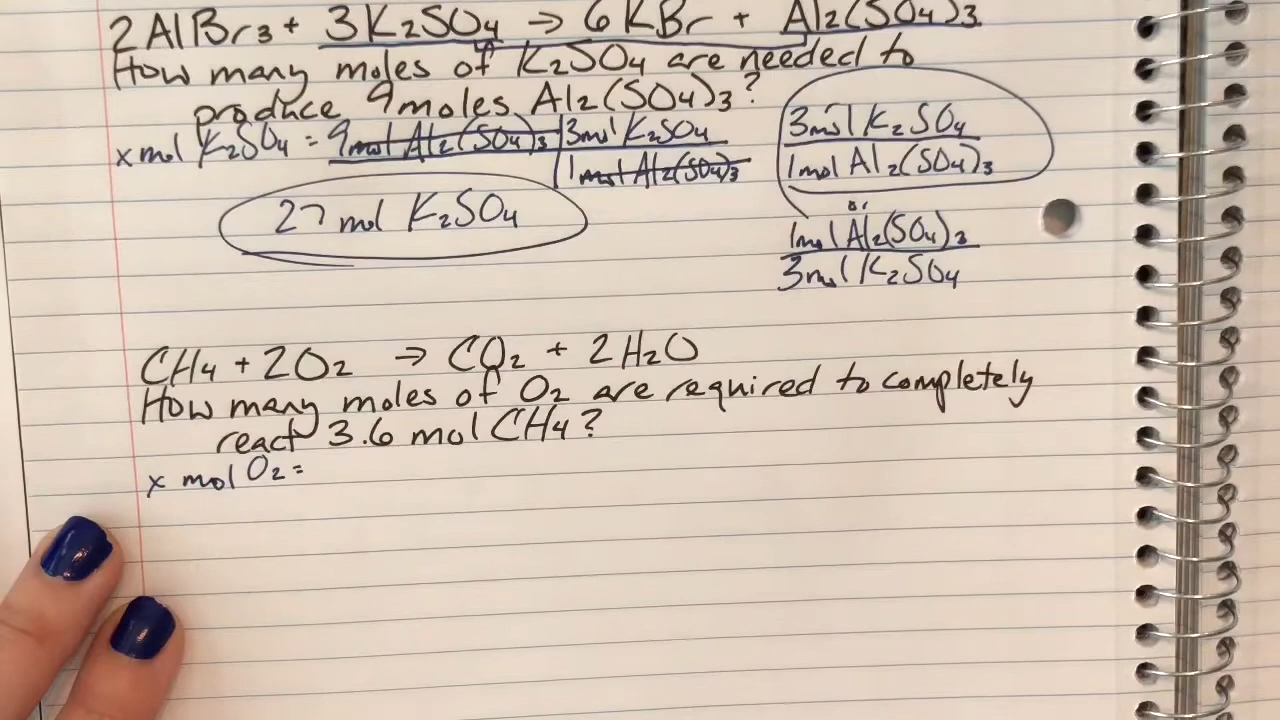 2AlBr3 + 3K2SO4 → 6KBr + Al2(SO4)3
How many moles of K2SO4 are needed to
produce 9 moles Al2(SO4)3?
x mol K2SO4 = 9 mol Al2(SO4)3 | 3 mol K2SO4
1 mol Al2(SO4)3
27 mol K2SO4
3 mol K2SO4
1 mol Al2(SO4)3
or
1 mol Al2(SO4)3
3 mol K2SO4
CH4 + 2O2 → CO2 + 2H2O
How many moles of O2 are required to completely
react 3.6 mol CH4?
x mol O2 =